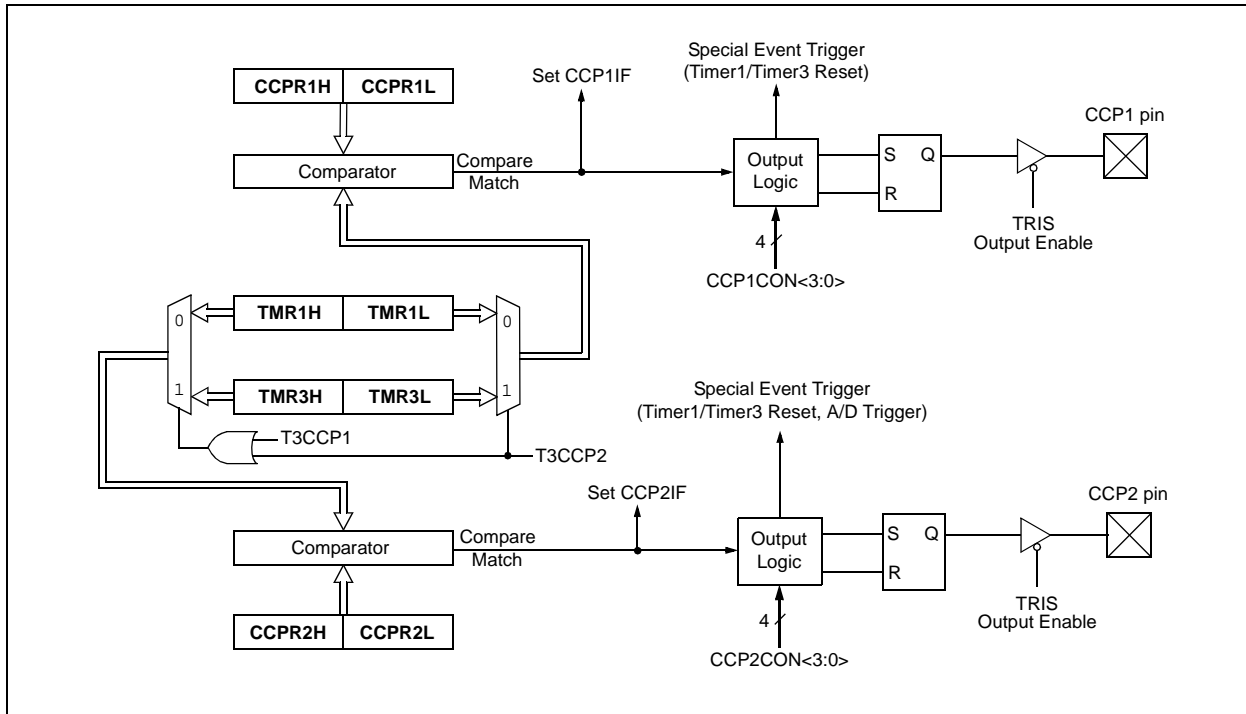 Special Event Trigger
(Timer1/Timer3 Reset)
Set CCP1IF
CCPR1H CCPR1L
CCP1 pin
Comparator
Compare
Match
Output
Logic
S Q
R
TRIS
Output Enable
4
CCP1CON<3:0>
0 TMR1H TMR1L 0
1 TMR3H TMR3L 1
T3CCP1
T3CCP2
Special Event Trigger
(Timer1/Timer3 Reset, A/D Trigger)
Set CCP2IF
CCP2 pin
Comparator
Compare
Match
Output
Logic
S Q
R
TRIS
Output Enable
4
CCPR2H CCPR2L
CCP2CON<3:0>